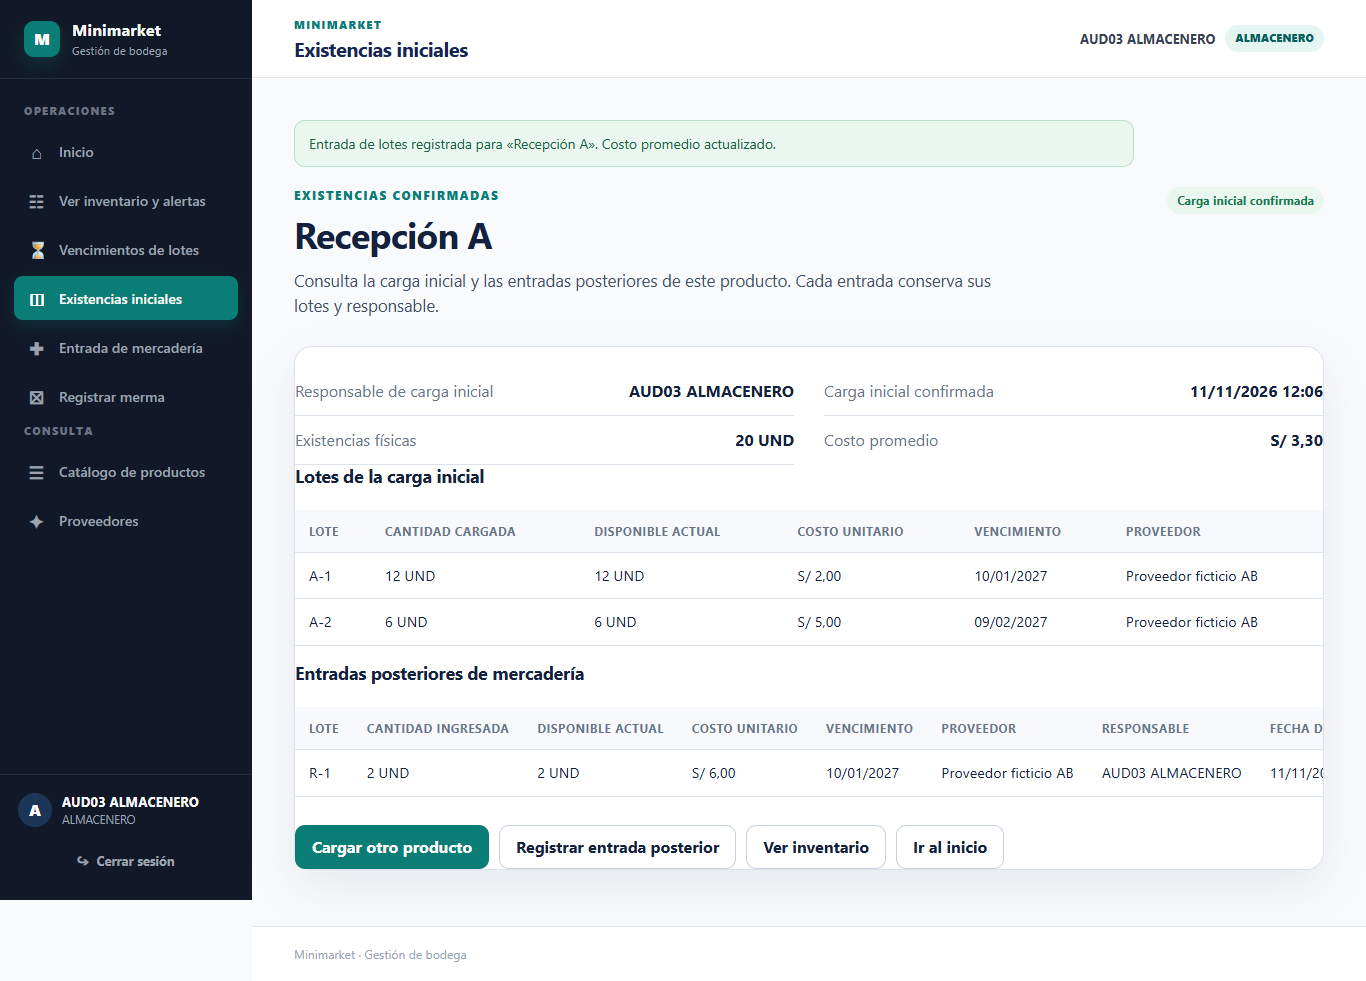 M
Minimarket
Gestión de bodega
OPERACIONES
Inicio
Ver inventario y alertas
Vencimientos de lotes
Existencias iniciales
Entrada de mercadería
Registrar merma
CONSULTA
Catálogo de productos
Proveedores
A
AUD03 ALMACENERO
ALMACENERO
Cerrar sesión
MINIMARKET
Existencias iniciales
AUD03 ALMACENERO ALMACENERO
Entrada de lotes registrada para «Recepción A». Costo promedio actualizado.
EXISTENCIAS CONFIRMADAS
Carga inicial confirmada
Recepción A
Consulta la carga inicial y las entradas posteriores de este producto. Cada entrada conserva sus
lotes y responsable.
Responsable de carga inicial AUD03 ALMACENERO Carga inicial confirmada 11/11/2026 12:06
Existencias físicas 20 UND Costo promedio S/ 3,30
Lotes de la carga inicial
LOTE CANTIDAD CARGADA DISPONIBLE ACTUAL COSTO UNITARIO VENCIMIENTO PROVEEDOR
A-1 12 UND 12 UND S/ 2,00 10/01/2027 Proveedor ficticio AB
A-2 6 UND 6 UND S/ 5,00 09/02/2027 Proveedor ficticio AB
Entradas posteriores de mercadería
LOTE CANTIDAD INGRESADA DISPONIBLE ACTUAL COSTO UNITARIO VENCIMIENTO PROVEEDOR RESPONSABLE FECHA D
R-1 2 UND 2 UND S/ 6,00 10/01/2027 Proveedor ficticio AB AUD03 ALMACENERO 11/11/20
Cargar otro producto Registrar entrada posterior Ver inventario Ir al inicio
Minimarket · Gestión de bodega